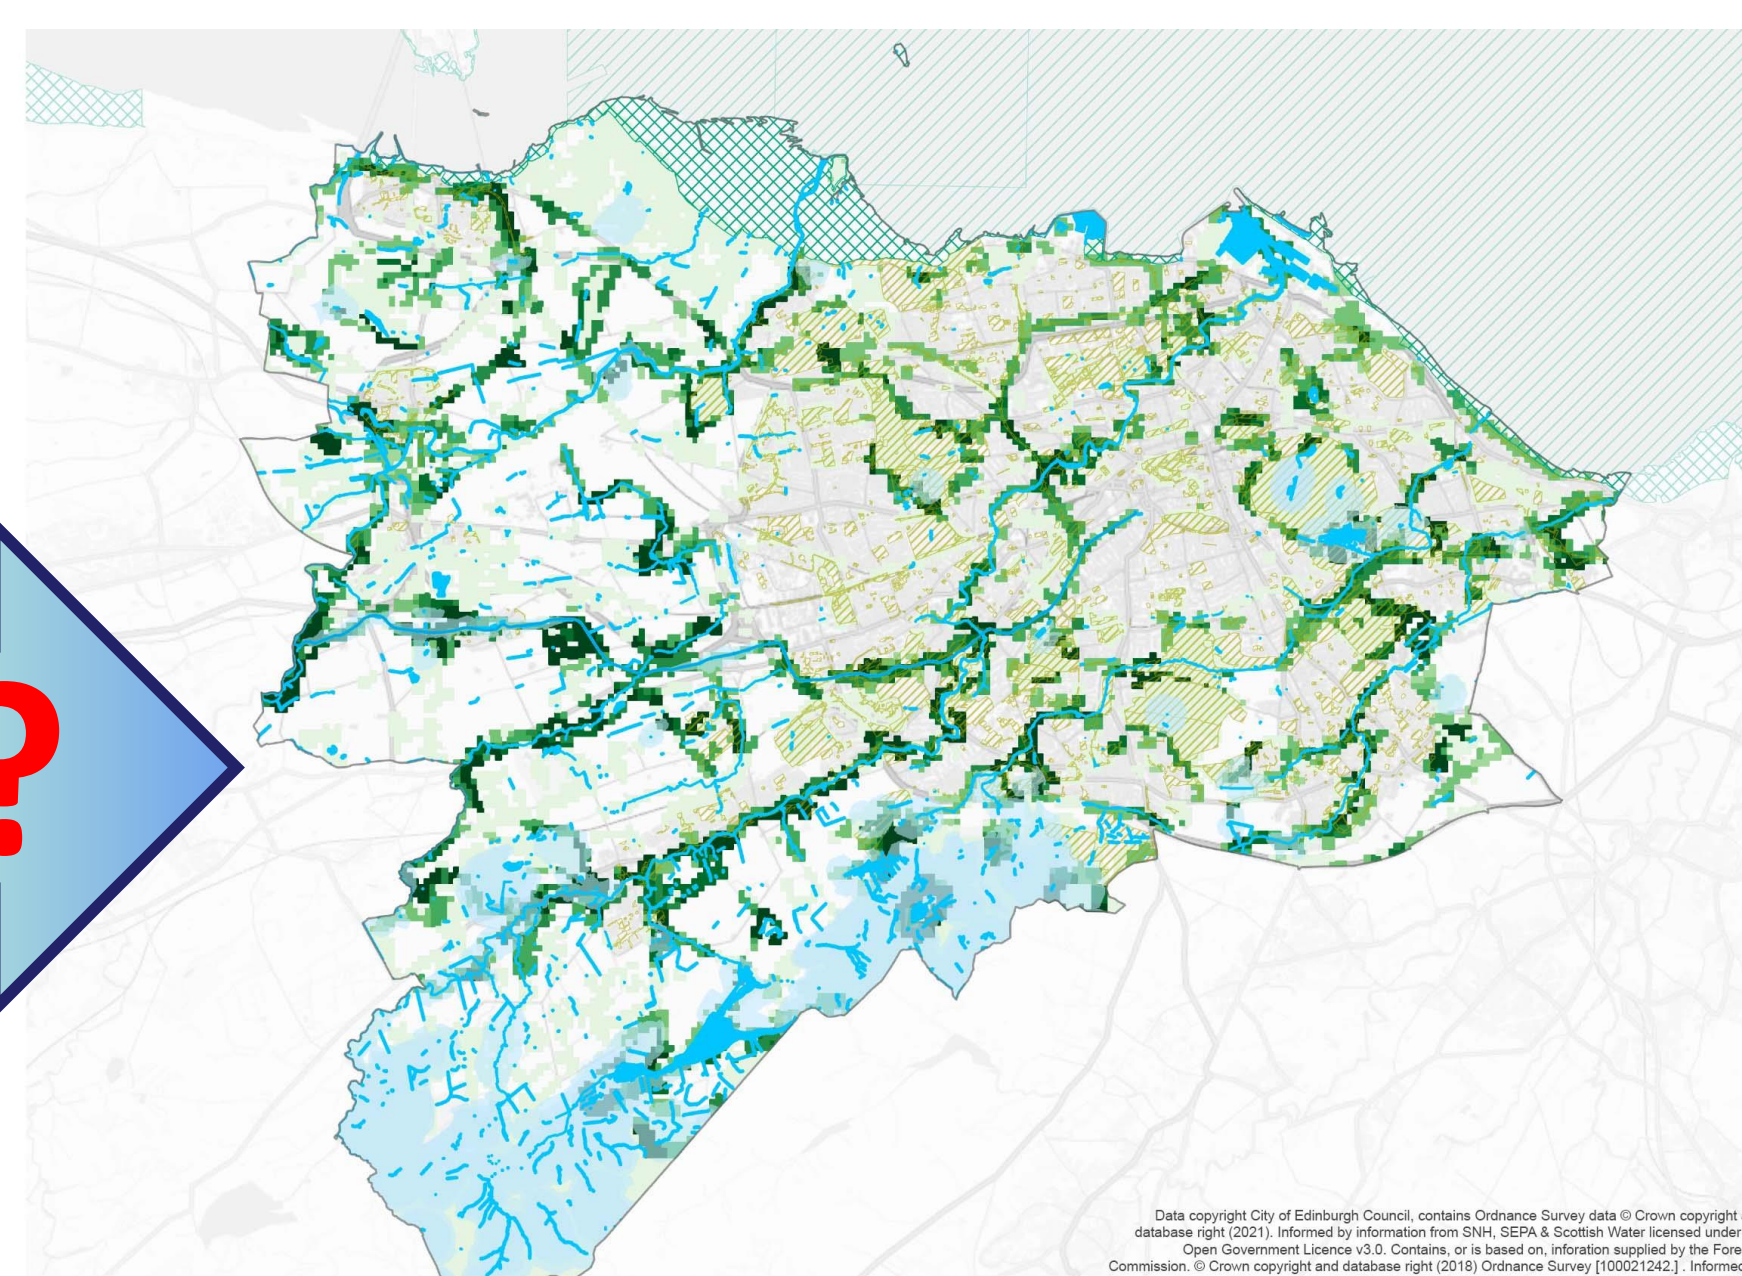 ?
Data copyright City of Edinburgh Council, contains Ordnance Survey data © Crown copyright
database right (2021). Informed by information from SNH, SEPA & Scottish Water licensed under
Open Government Licence v3.0. Contains, or is based on, inforation supplied by the Fore
Commission. © Crown copyright and database right (2018) Ordnance Survey [100021242.] . Informed